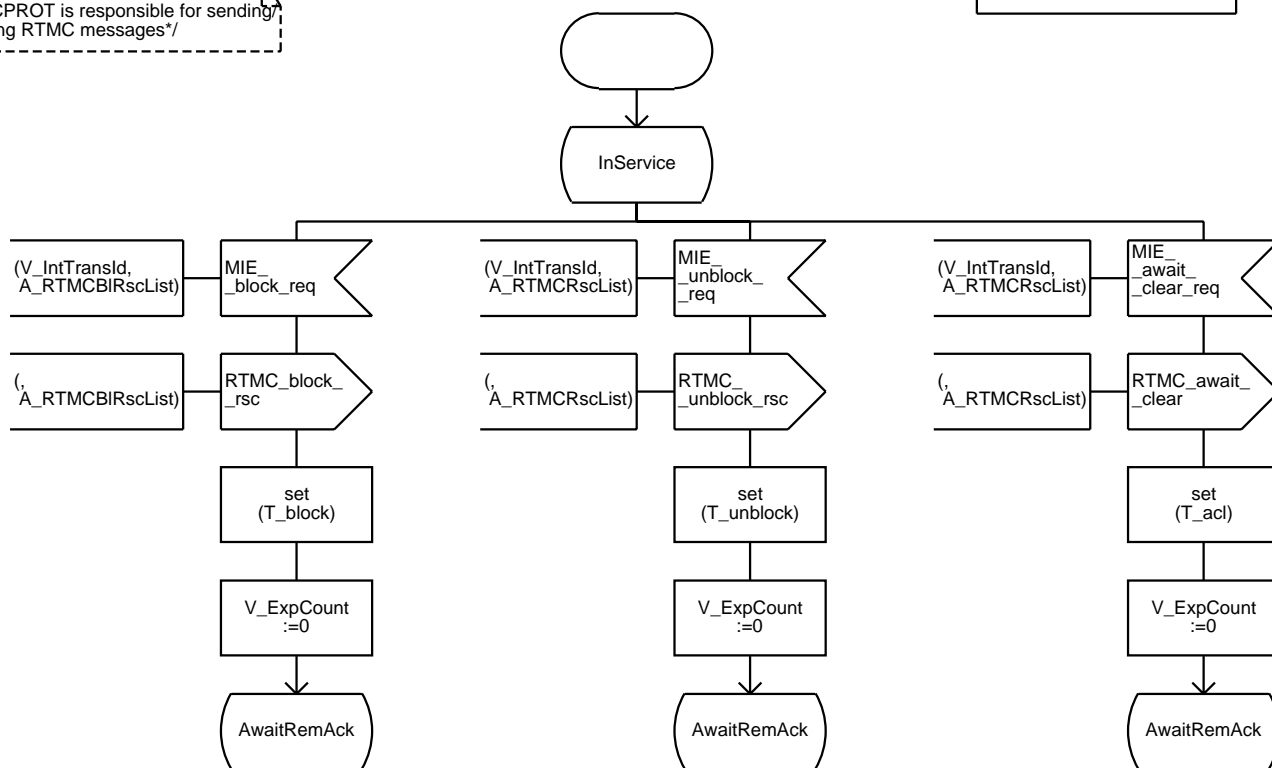 CPROT is responsible for sending/
ng RTMC messages*/
InService
(V_IntTransId,
A_RTMCBlRscList)
MIE_
_block_req
(V_IntTransId,
A_RTMCRscList)
MIE_
_unblock_
_req
(V_IntTransId,
A_RTMCRscList)
MIE_
_await_
_clear_req
(,
A_RTMCBlRscList)
RTMC_block_
_rsc
(,
A_RTMCRscList)
RTMC_
_unblock_rsc
(,
A_RTMCRscList)
RTMC_await_
_clear
set
(T_block)
set
(T_unblock)
set
(T_acl)
V_ExpCount
:=0
V_ExpCount
:=0
V_ExpCount
:=0
AwaitRemAck
AwaitRemAck
AwaitRemAck